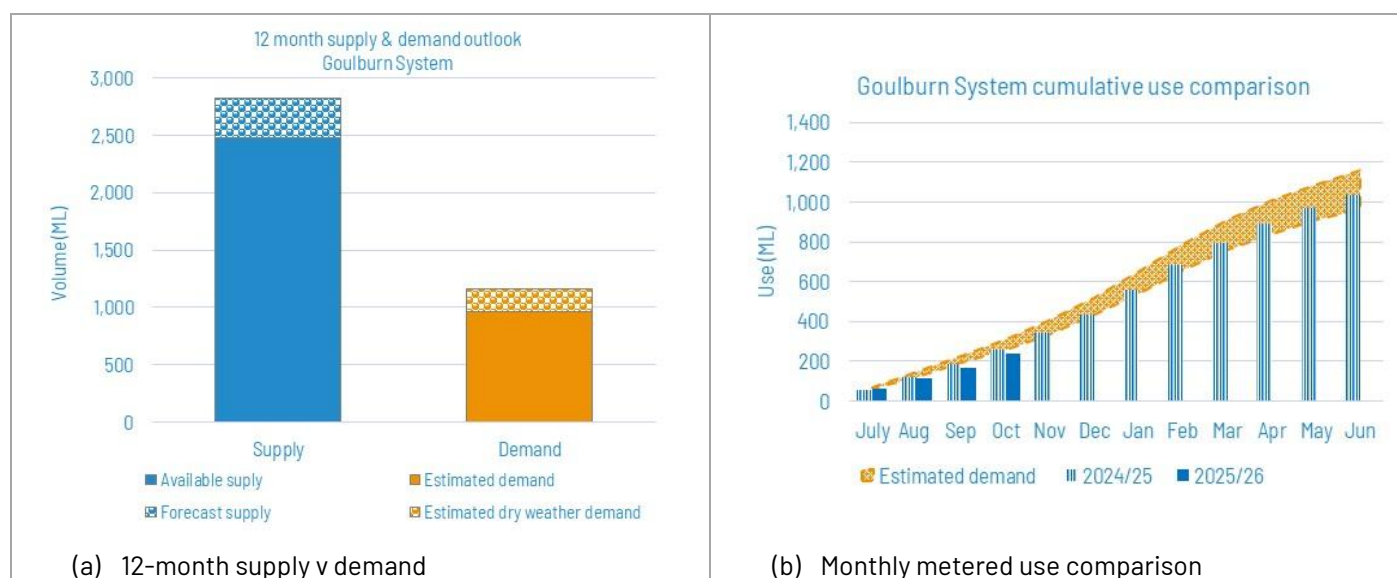 12 month supply & demand outlook
Goulburn System
3,000
2,500
2,000
1,500
1,000
500
0
Volume(ML)
Supply
Demand
Available suply
Estimated demand
Forecast supply
Estimated dry weather demand
(a) 12-month supply v demand
Goulburn System cumulative use comparison
1,400
1,200
1,000
800
600
400
200
0
Use(ML)
July Aug Sep Oct Nov Dec Jan Feb Mar Apr May Jun
Estimated demand 2024/25 2025/26
(b) Monthly metered use comparison